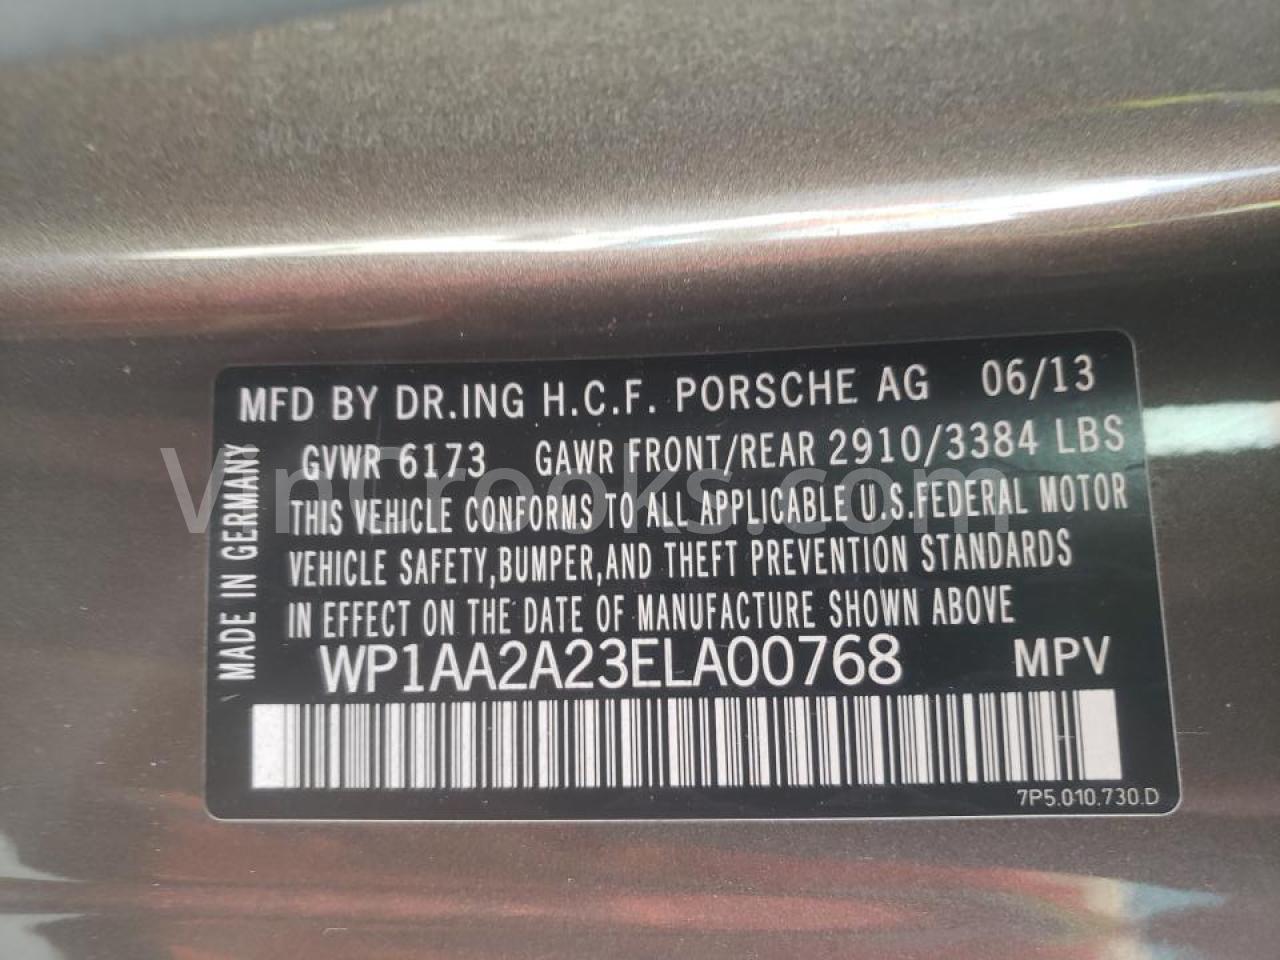 MFD BY DR.ING H.C.F. PORSCHE AG 06/13
GVWR 6173 GAWR FRONT/REAR 2910/3384 LBS
THIS VEHICLE CONFORMS TO ALL APPLICABLE U.S.FEDERAL MOTOR
VEHICLE SAFETY,BUMPER,AND THEFT PREVENTION STANDARDS
IN EFFECT ON THE DATE OF MANUFACTURE SHOWN ABOVE
WP1AA2A23ELA00768 MPV
7P5.010.730.D
MADE IN GERMANY
VinCrooks.com